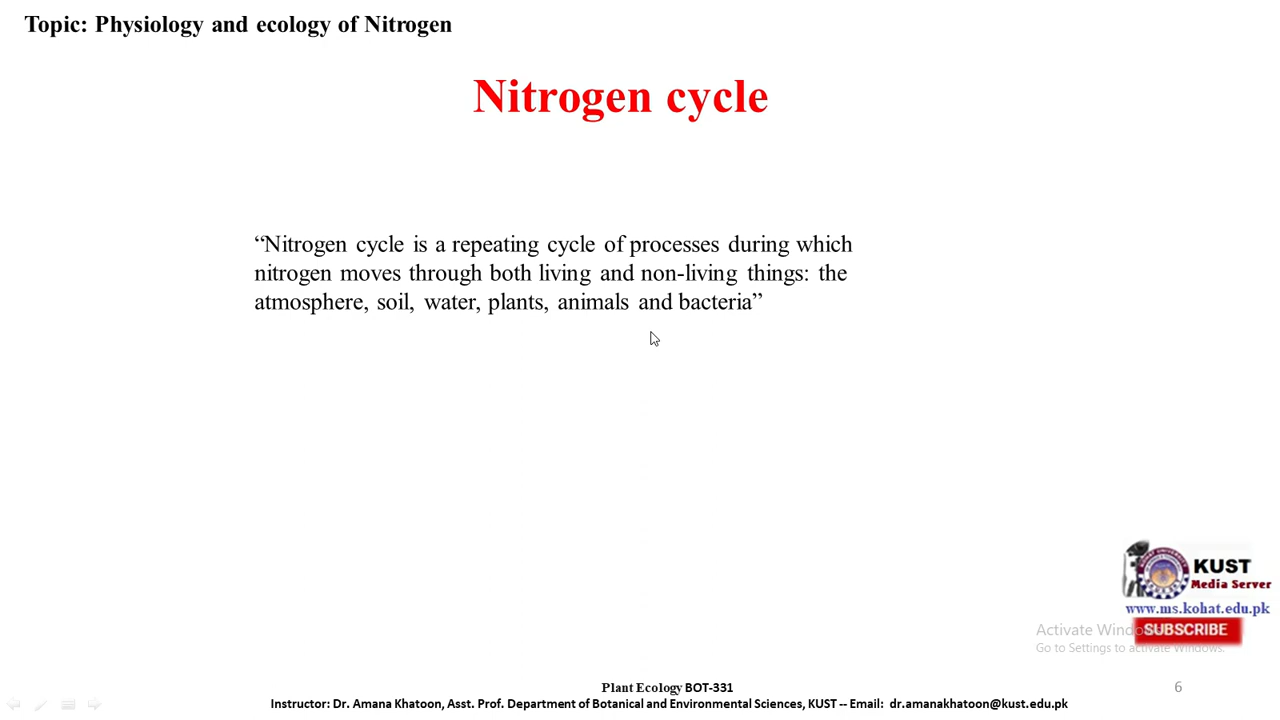 Topic: Physiology and ecology of Nitrogen
Nitrogen cycle
“Nitrogen cycle is a repeating cycle of processes during which
nitrogen moves through both living and non-living things: the
atmosphere, soil, water, plants, animals and bacteria”
KUST
Media Server
www.ms.kohat.edu.pk
SUBSCRIBE
Activate Windows
Go to Settings to activate Windows.
Plant Ecology BOT-331
6
Instructor: Dr. Amana Khatoon, Asst. Prof. Department of Botanical and Environmental Sciences, KUST -- Email: dr.amanakhatoon@kust.edu.pk